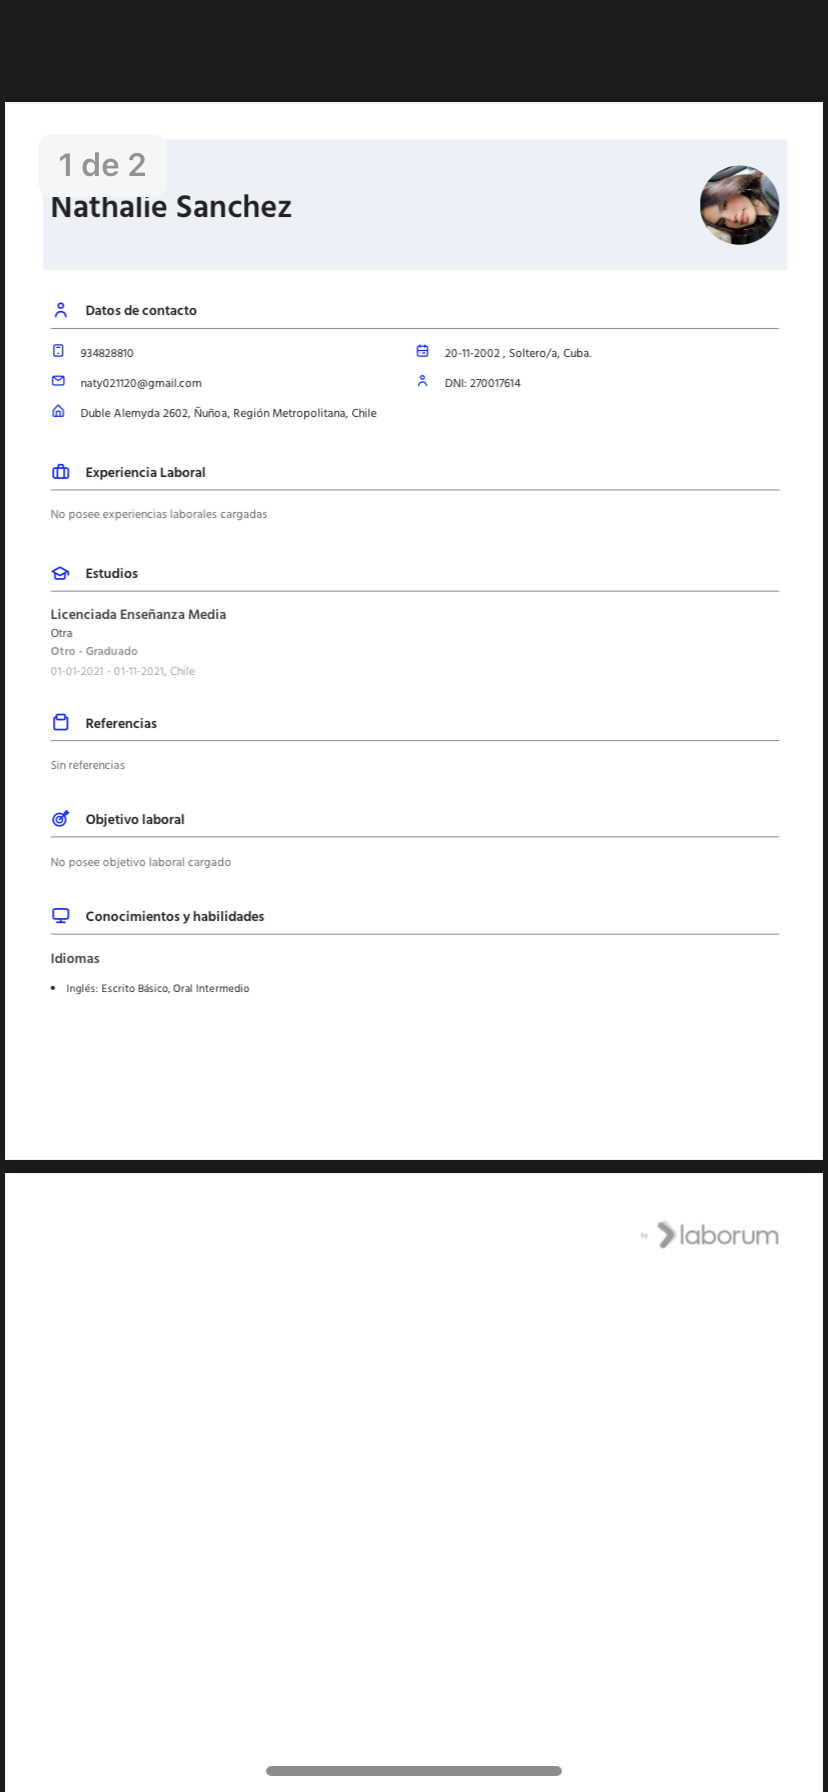 1 de 2
Nathalie Sanchez
Datos de contacto
934828810
20-11-2002 , Soltero/a, Cuba.
naty021120@gmail.com
DNI: 270017614
Duble Alemyda 2602, Ñuñoa, Región Metropolitana, Chile
Experiencia Laboral
No posee experiencias laborales cargadas
Estudios
Licenciada Enseñanza Media
Otra
Otro - Graduado
01-01-2021 - 01-11-2021, Chile
Referencias
Sin referencias
Objetivo laboral
No posee objetivo laboral cargado
Conocimientos y habilidades
Idiomas
• Inglés: Escrito Básico, Oral Intermedio
by laborum